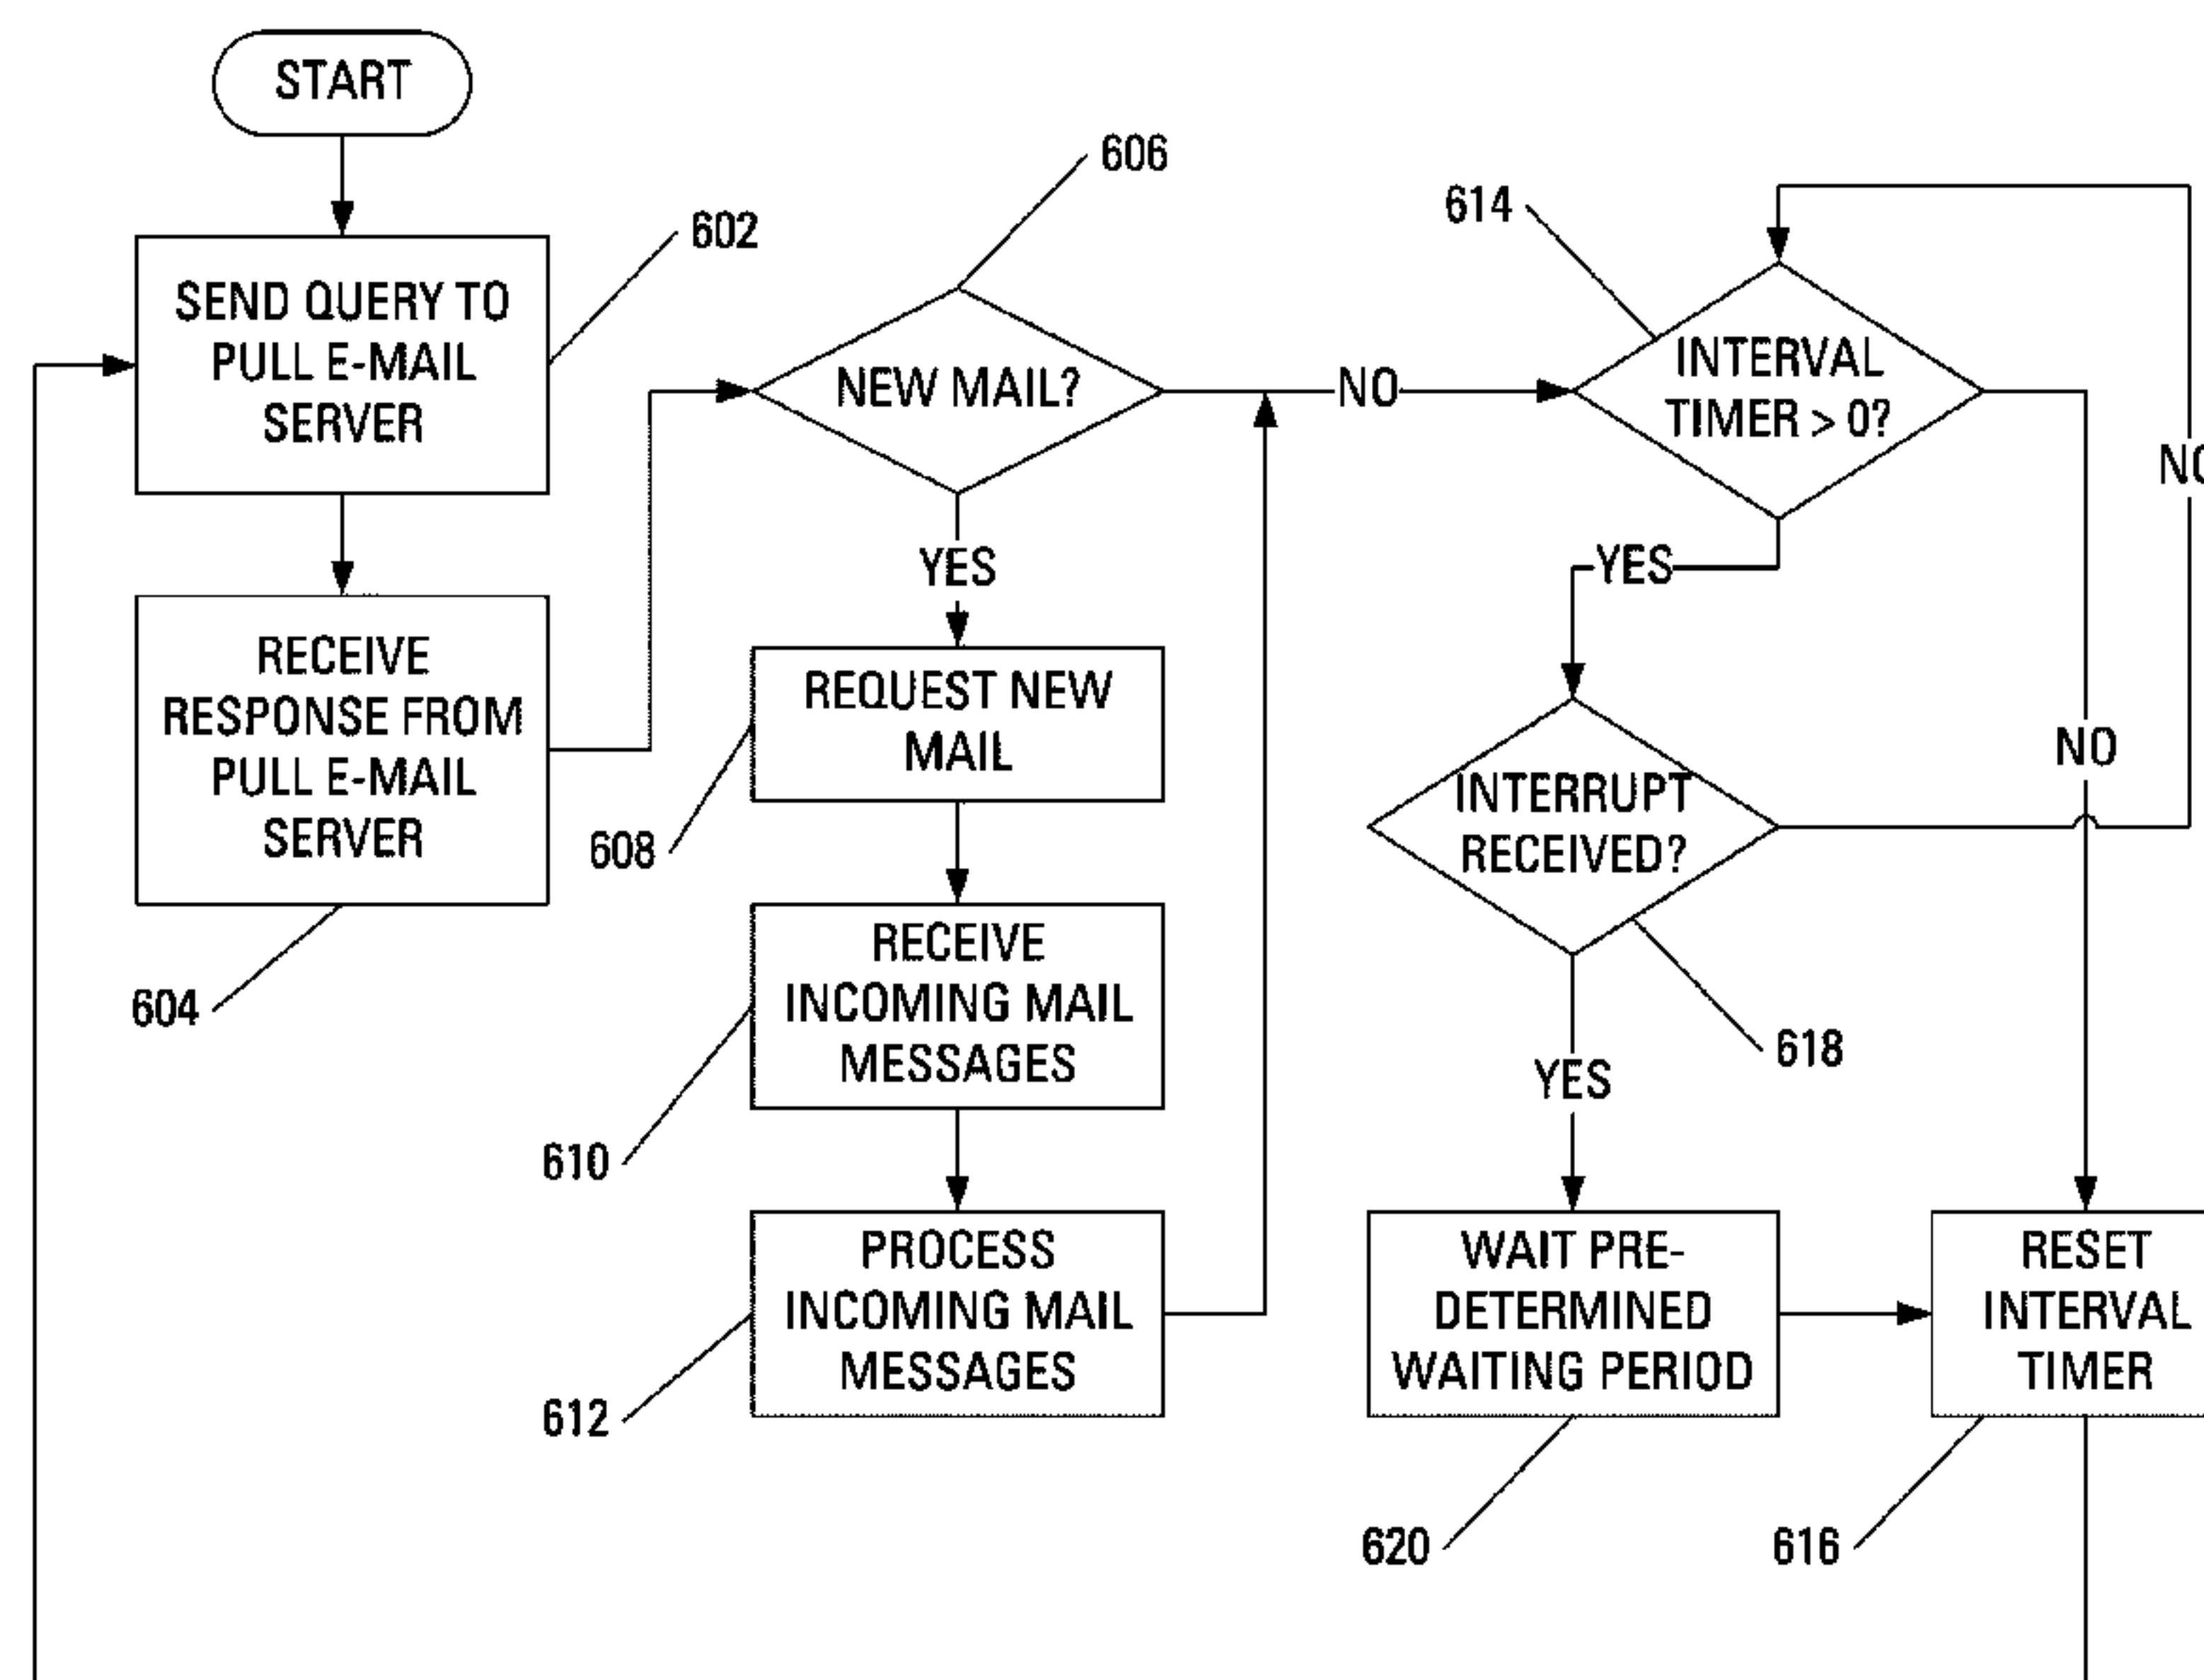 START
602
SEND QUERY TO
PULL E-MAIL
SERVER
RECEIVE
RESPONSE FROM
PULL E-MAIL
SERVER
604
606
NEW MAIL?
NO
YES
REQUEST NEW
MAIL
608
RECEIVE
INCOMING MAIL
MESSAGES
610
PROCESS
INCOMING MAIL
MESSAGES
612
614
INTERVAL
TIMER > 0?
YES
NO
INTERRUPT
RECEIVED?
618
YES
WAIT PRE-
DETERMINED
WAITING PERIOD
620
RESET
INTERVAL
TIMER
616